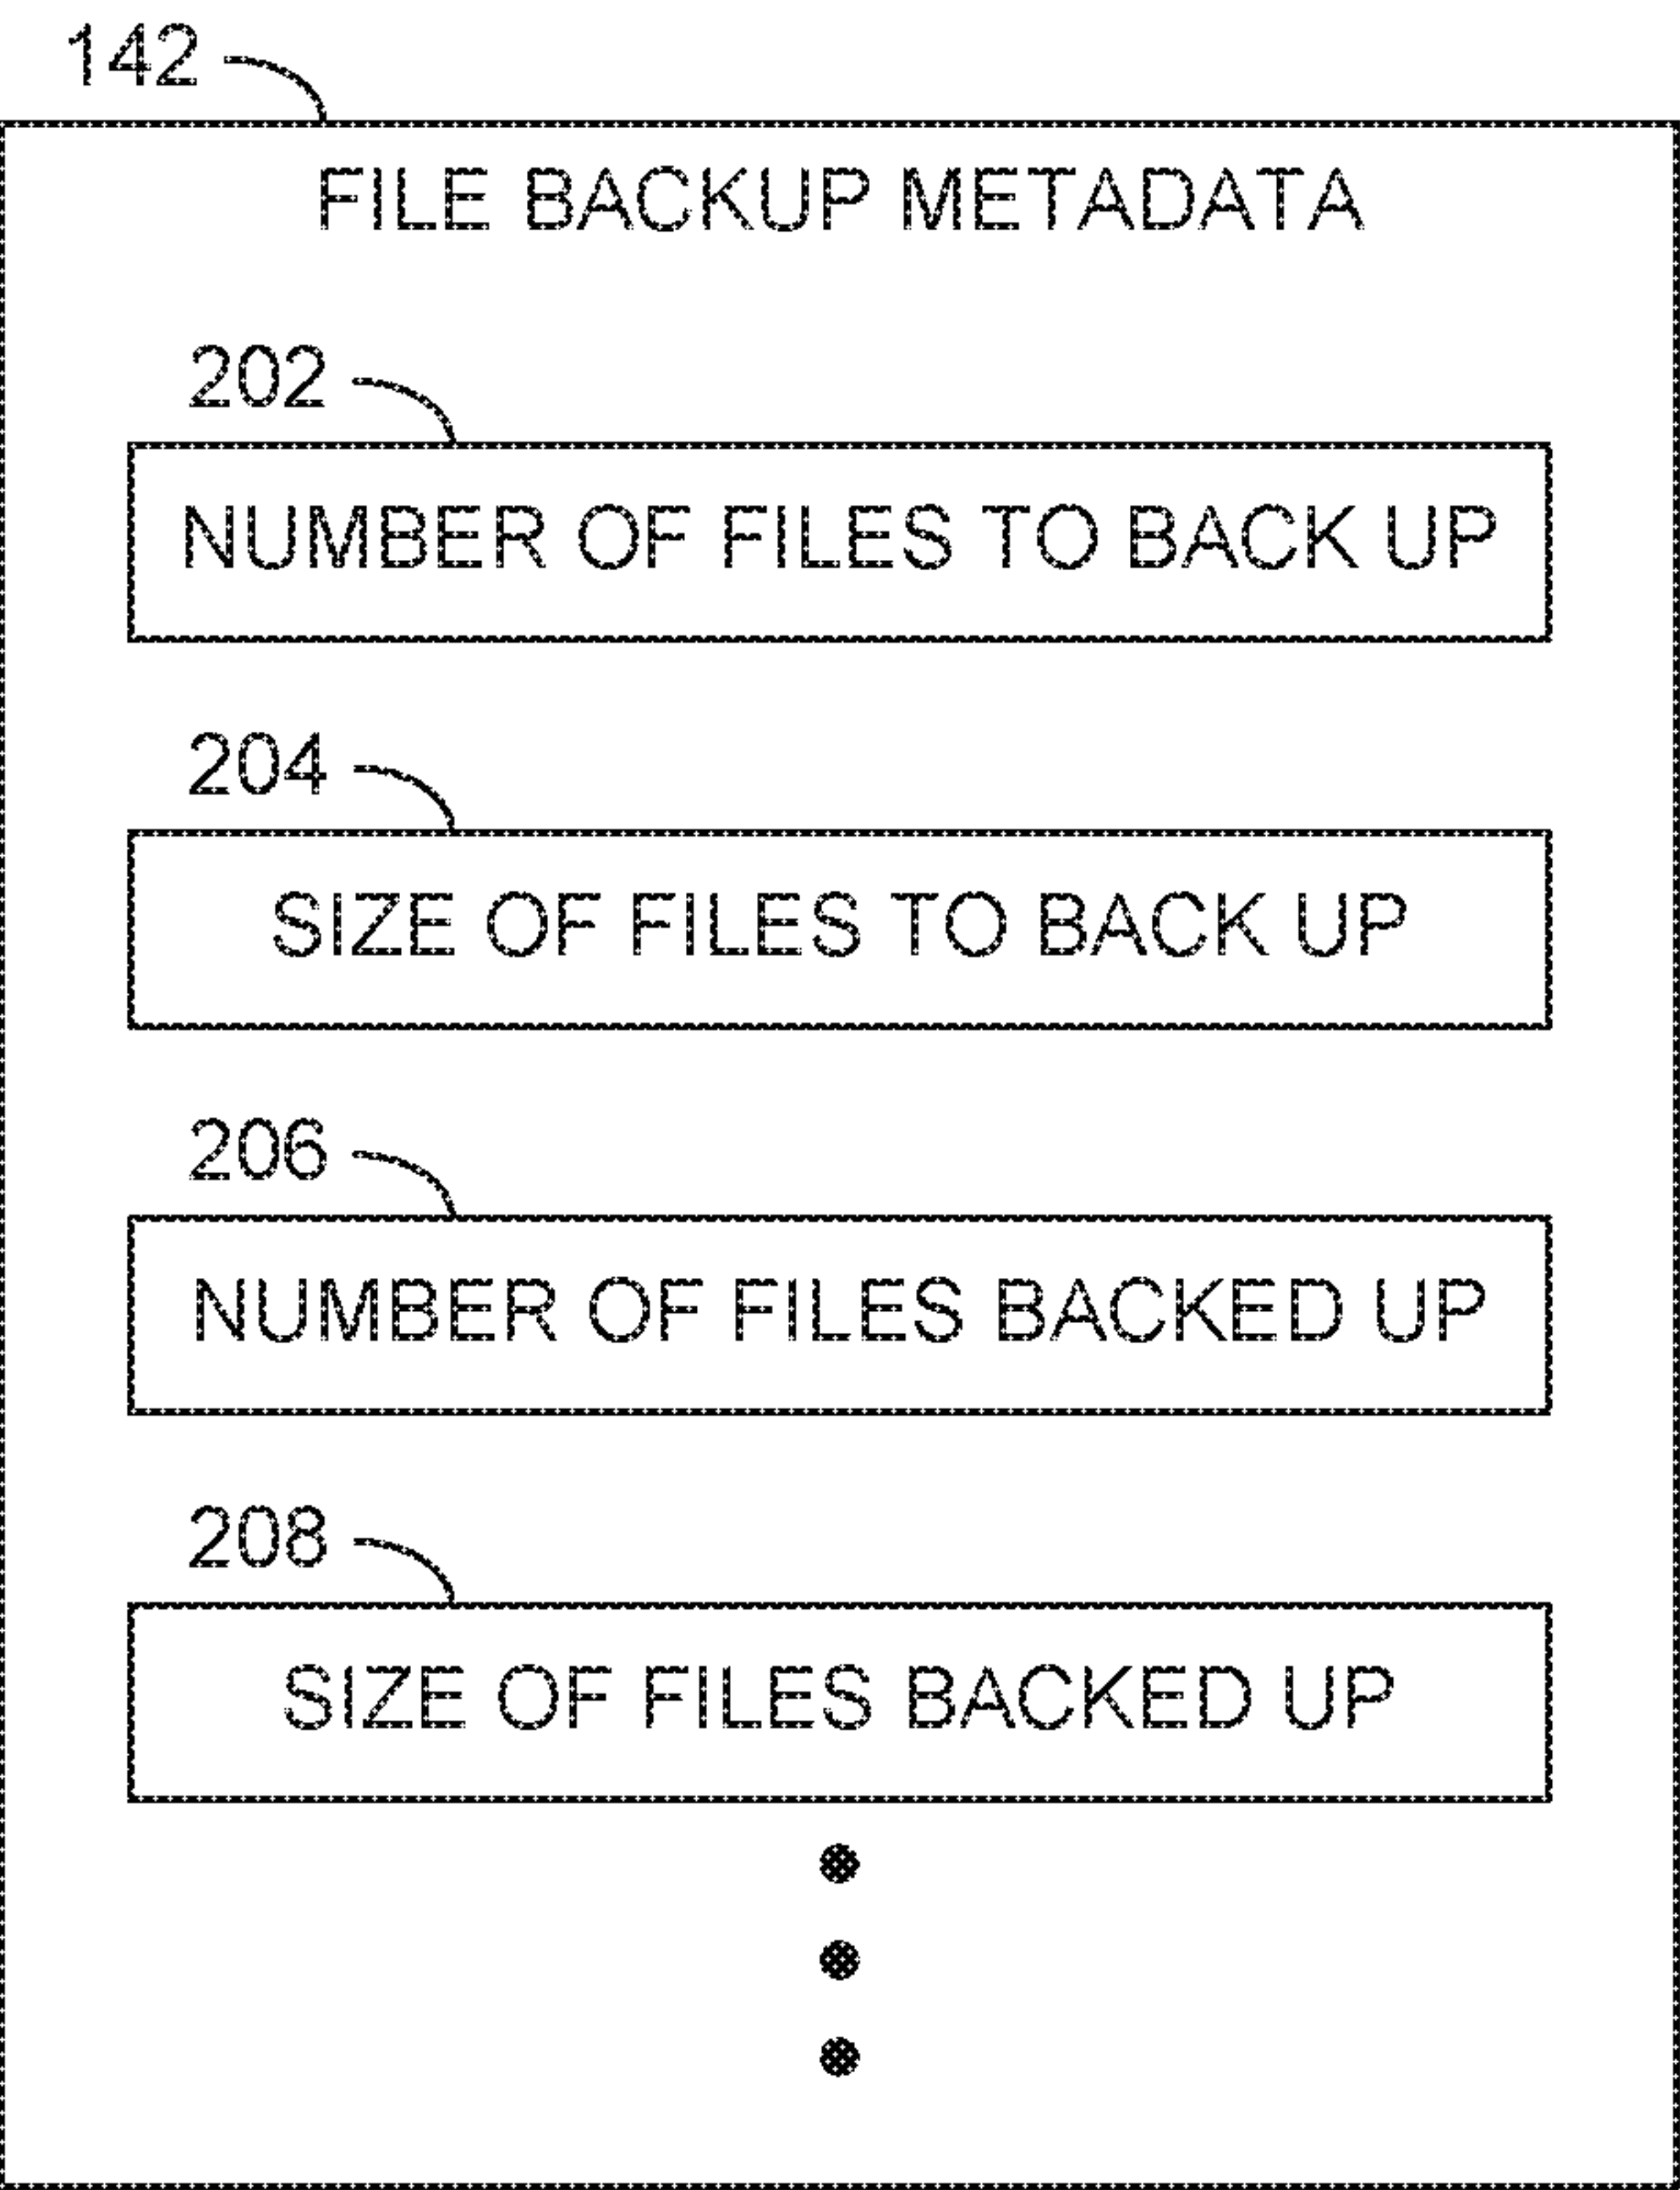 142
FILE BACKUP METADATA
202
NUMBER OF FILES TO BACK UP
204
SIZE OF FILES TO BACK UP
206
NUMBER OF FILES BACKED UP
208
SIZE OF FILES BACKED UP